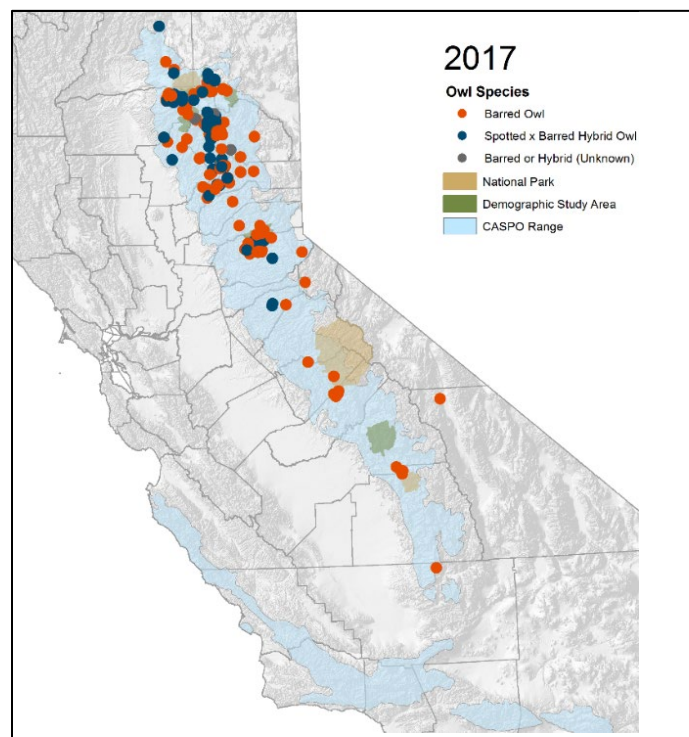 2017
Owl Species
Barred Owl
Spotted x Barred Hybrid Owl
Barred or Hybrid (Unknown)
National Park
Demographic Study Area
CASPO Range